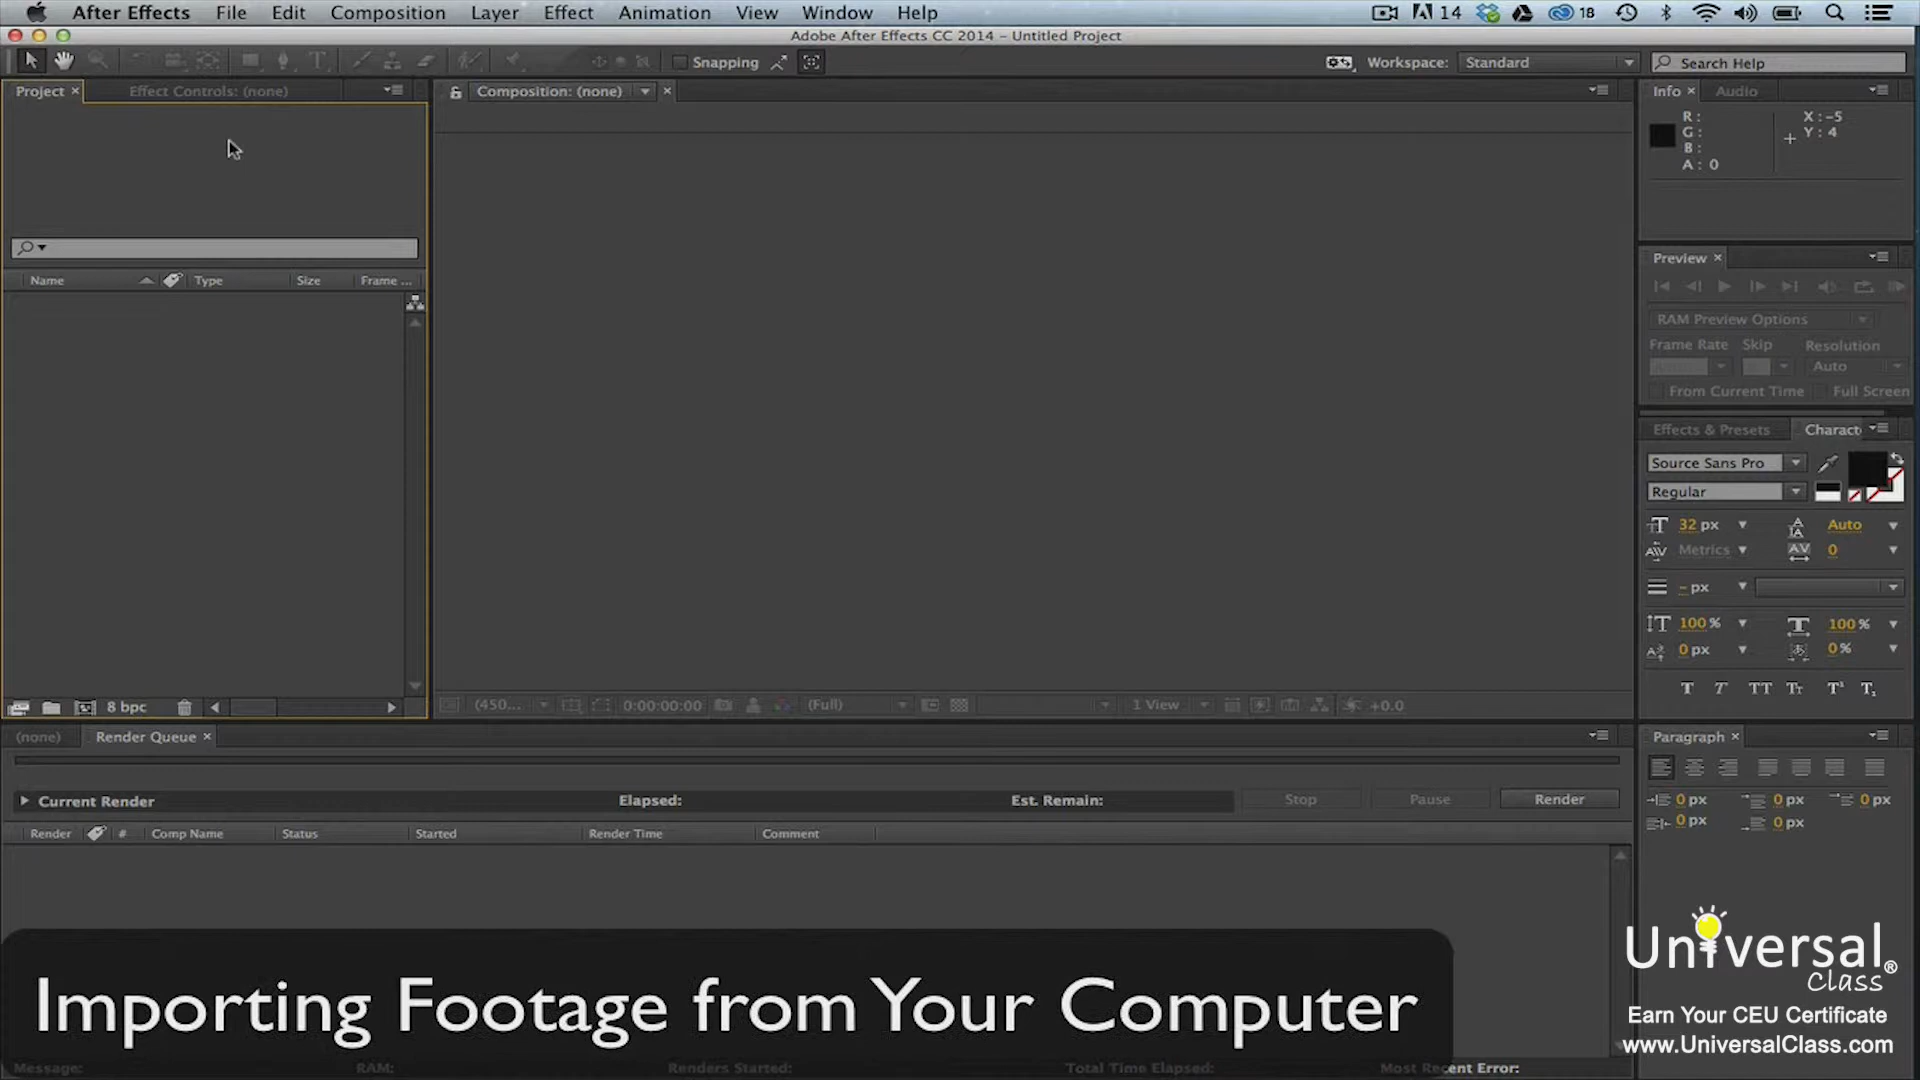 After Effects File Edit Composition Layer Effect Animation View Window Help 14 18
Adobe After Effects CC 2014 – Untitled Project
Snapping Workspace: Standard Search Help
Project × Effect Controls: (none) Composition: (none) × Info × Audio
R: X: -5
G: Y: 4
B:
A: 0
Preview ×
Name Type Size Frame ...
RAM Preview Options
Frame Rate Skip Resolution
Auto
From Current Time Full Screen
Effects & Presets Charact
Source Sans Pro
Regular
32 px Auto
Metrics 0
– px
100 % 100 %
0 px 0 %
T T TT Tr T¹ T₁
8 bpc (450... 0:00:00:00 (Full) 1 View +0.0
(none) Render Queue × Paragraph ×
Current Render Elapsed: Est. Remain: Stop Pause Render
0 px 0 px 0 px
0 px 0 px
Render # Comp Name Status Started Render Time Comment
Importing Footage from Your Computer
Universal®
Class
Earn Your CEU Certificate
www.UniversalClass.com
Message: RAM: Renders Started: Total Time Elapsed: Most Recent Error: